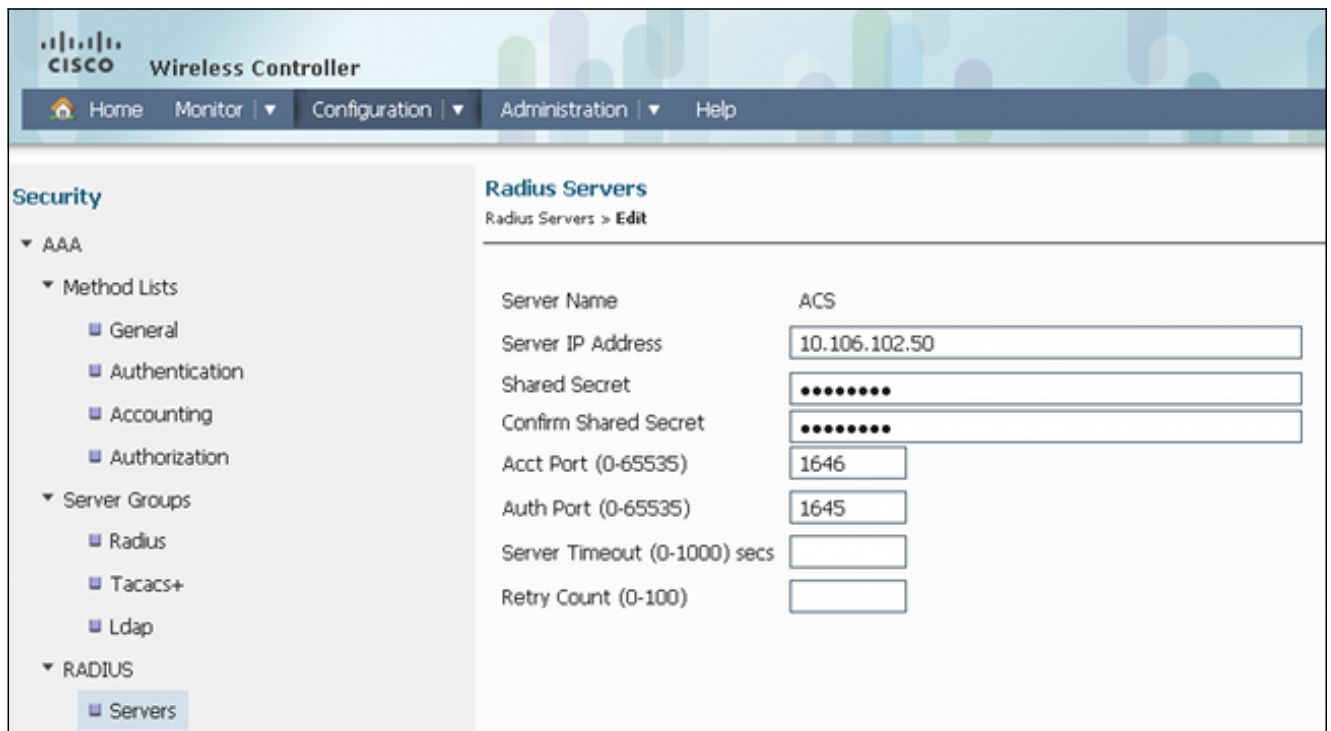 CISCO Wireless Controller
Home Monitor Configuration Administration Help
Security
AAA
Method Lists
General
Authentication
Accounting
Authorization
Server Groups
Radius
Tacacs+
Ldap
RADIUS
Servers
Radius Servers
Radius Servers > Edit
Server Name ACS
Server IP Address 10.106.102.50
Shared Secret ••••••••
Confirm Shared Secret ••••••••
Acct Port (0-65535) 1646
Auth Port (0-65535) 1645
Server Timeout (0-1000) secs
Retry Count (0-100)